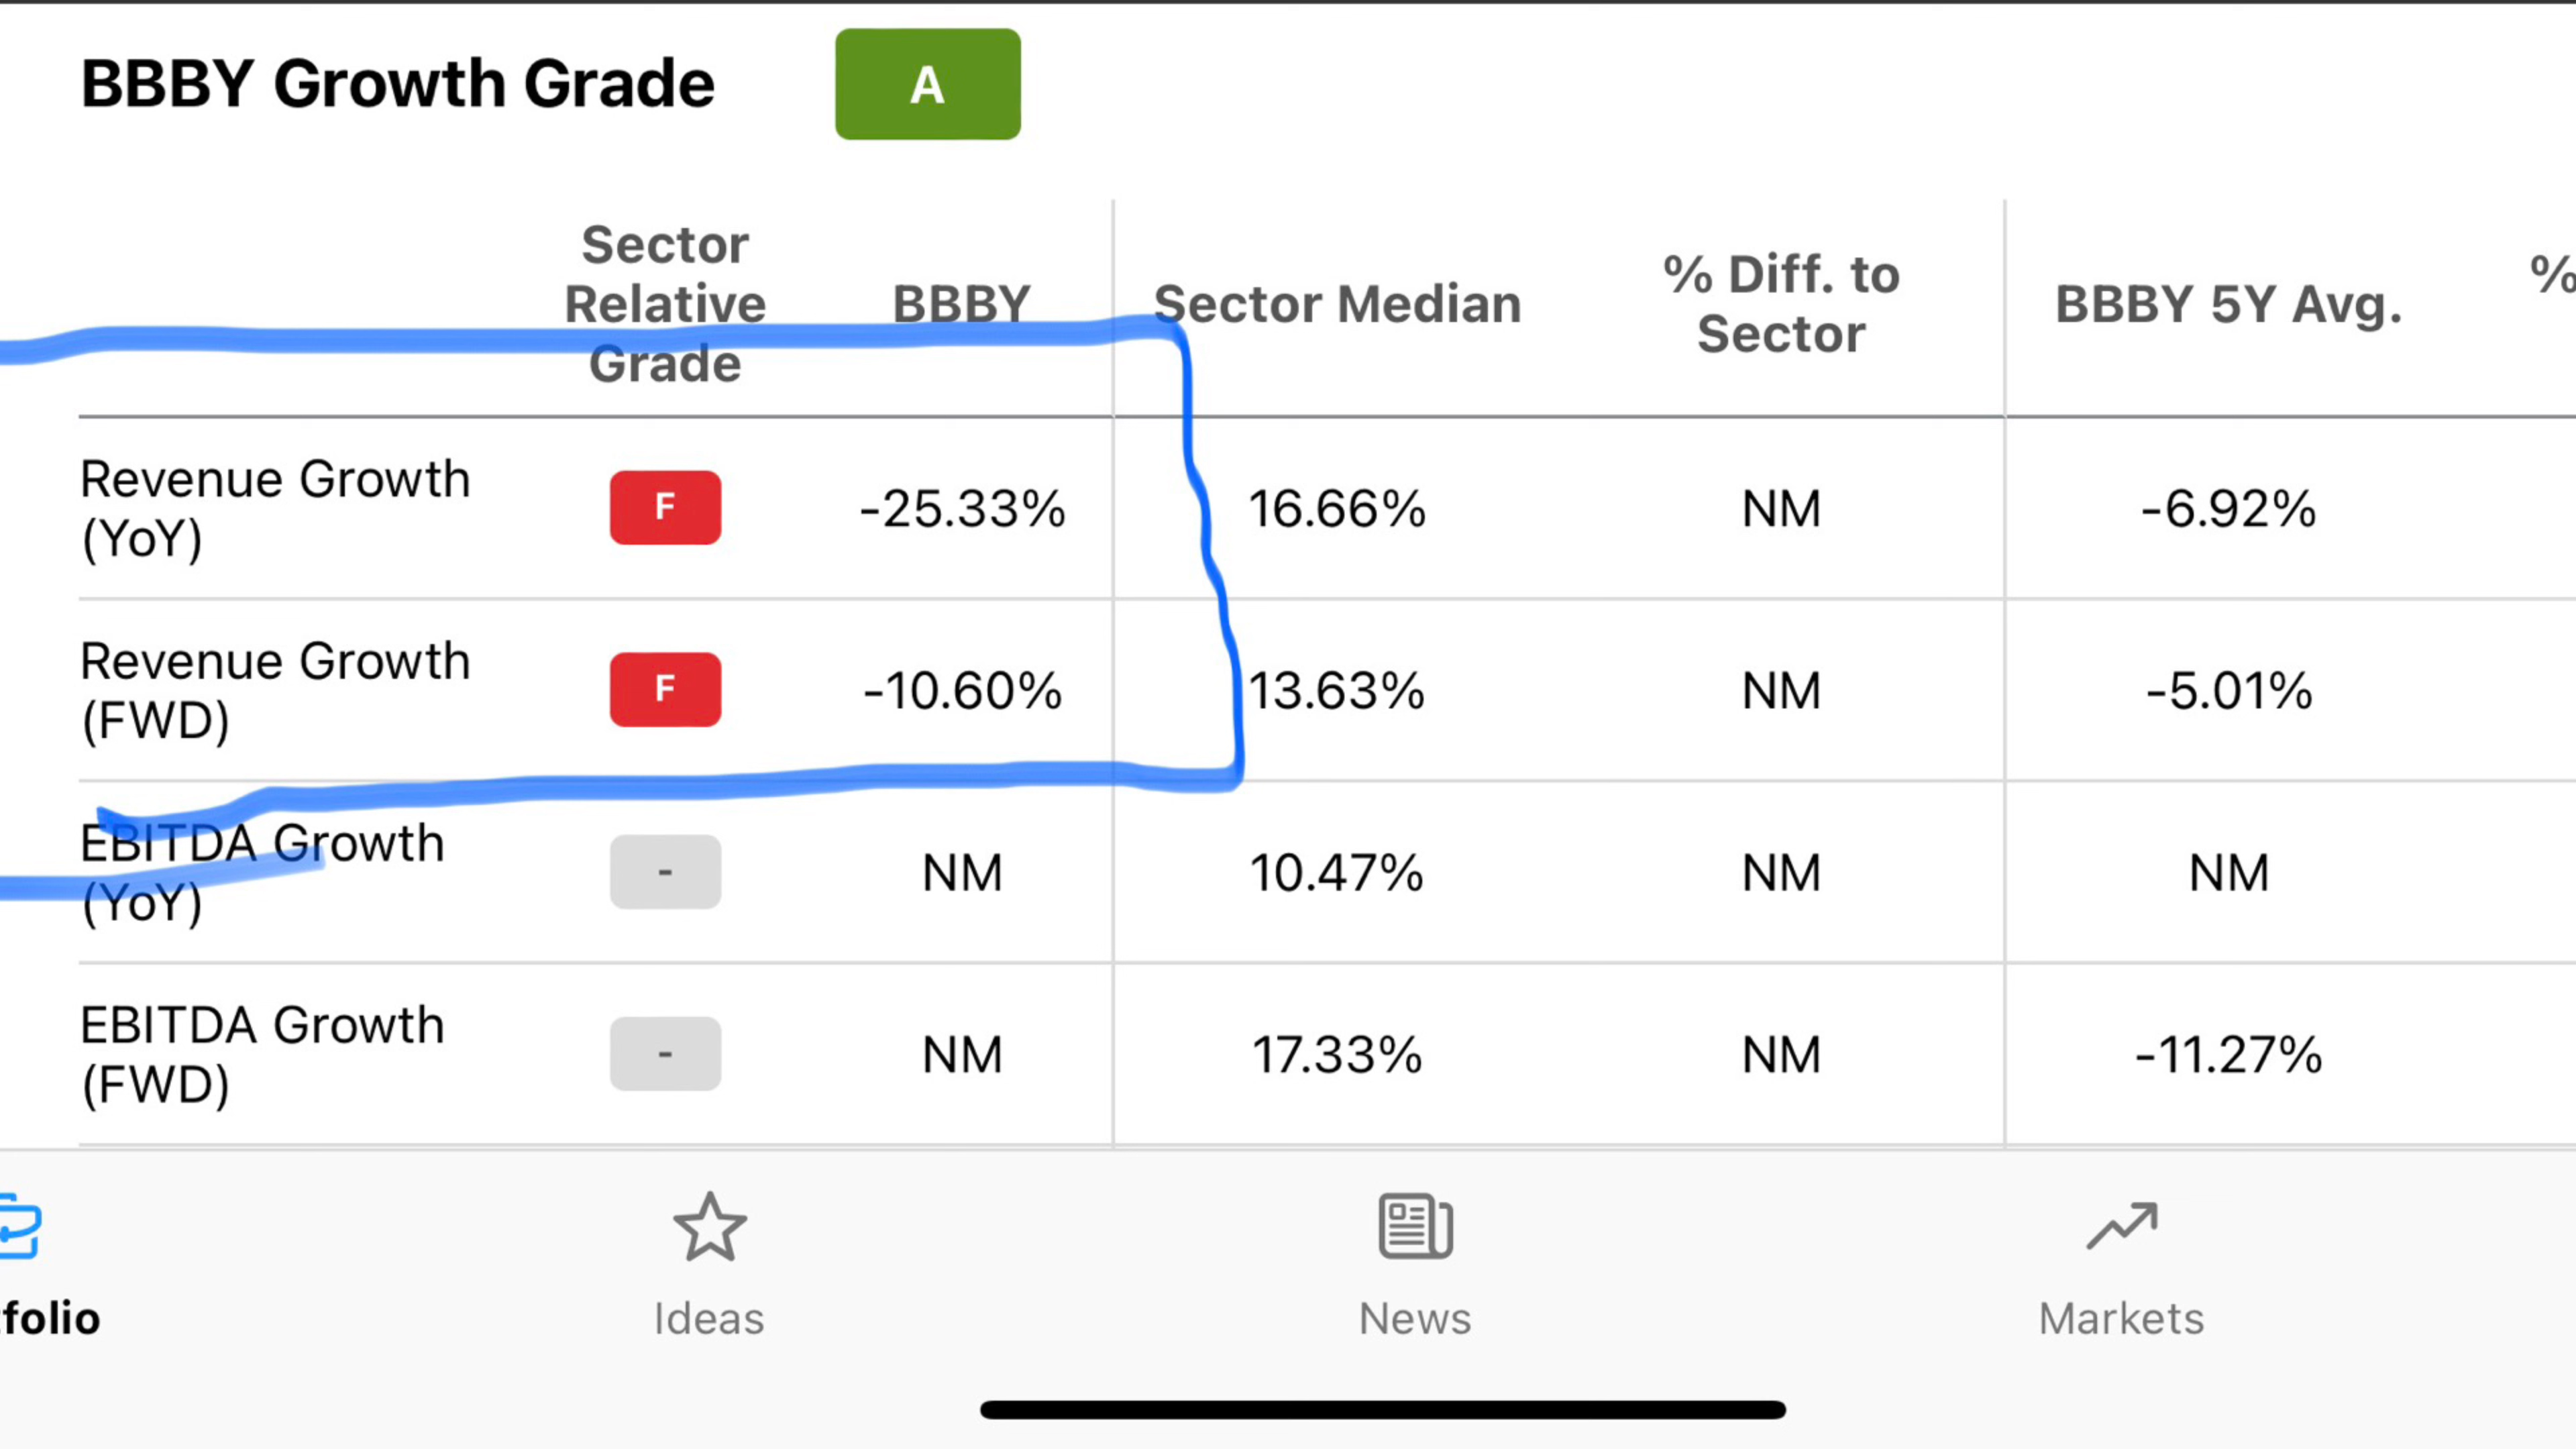 BBBY Growth Grade A
Sector Relative Grade BBBY Sector Median % Diff. to Sector BBBY 5Y Avg. %
Revenue Growth (YoY) F -25.33% 16.66% NM -6.92%
Revenue Growth (FWD) F -10.60% 13.63% NM -5.01%
EBITDA Growth (YoY) - NM 10.47% NM NM
EBITDA Growth (FWD) - NM 17.33% NM -11.27%
tfolio Ideas News Markets